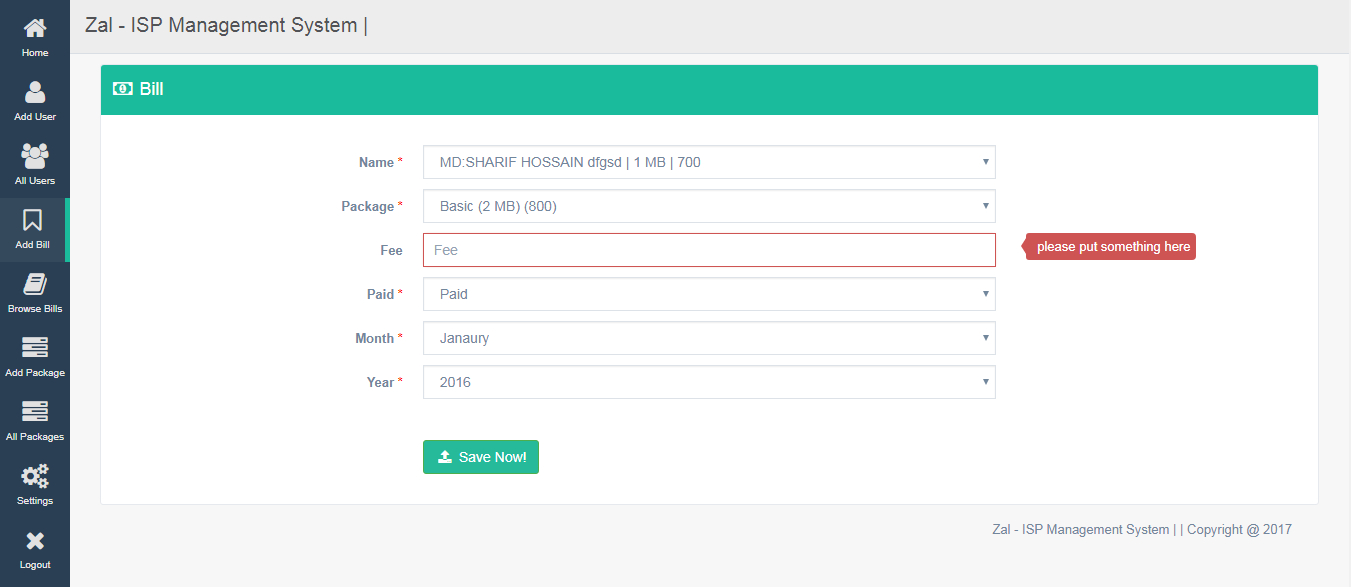 Zal - ISP Management System |
Home
Add User
All Users
Add Bill
Browse Bills
Add Package
All Packages
Settings
Logout
Bill
Name * MD:SHARIF HOSSAIN dfgsd | 1 MB | 700
Package * Basic (2 MB) (800)
Fee Fee please put something here
Paid * Paid
Month * Janaury
Year * 2016
Save Now!
Zal - ISP Management System | | Copyright @ 2017